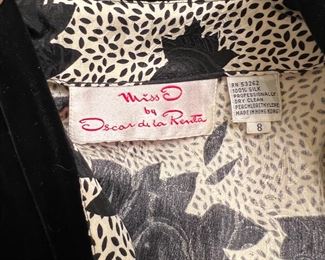 Miss O
by
Oscar de la Renta
RN 53262
100% SILK
PROFESSIONALLY
DRY CLEAN
PERCHLORETHYLENE
MADE IN HONG KONG
8